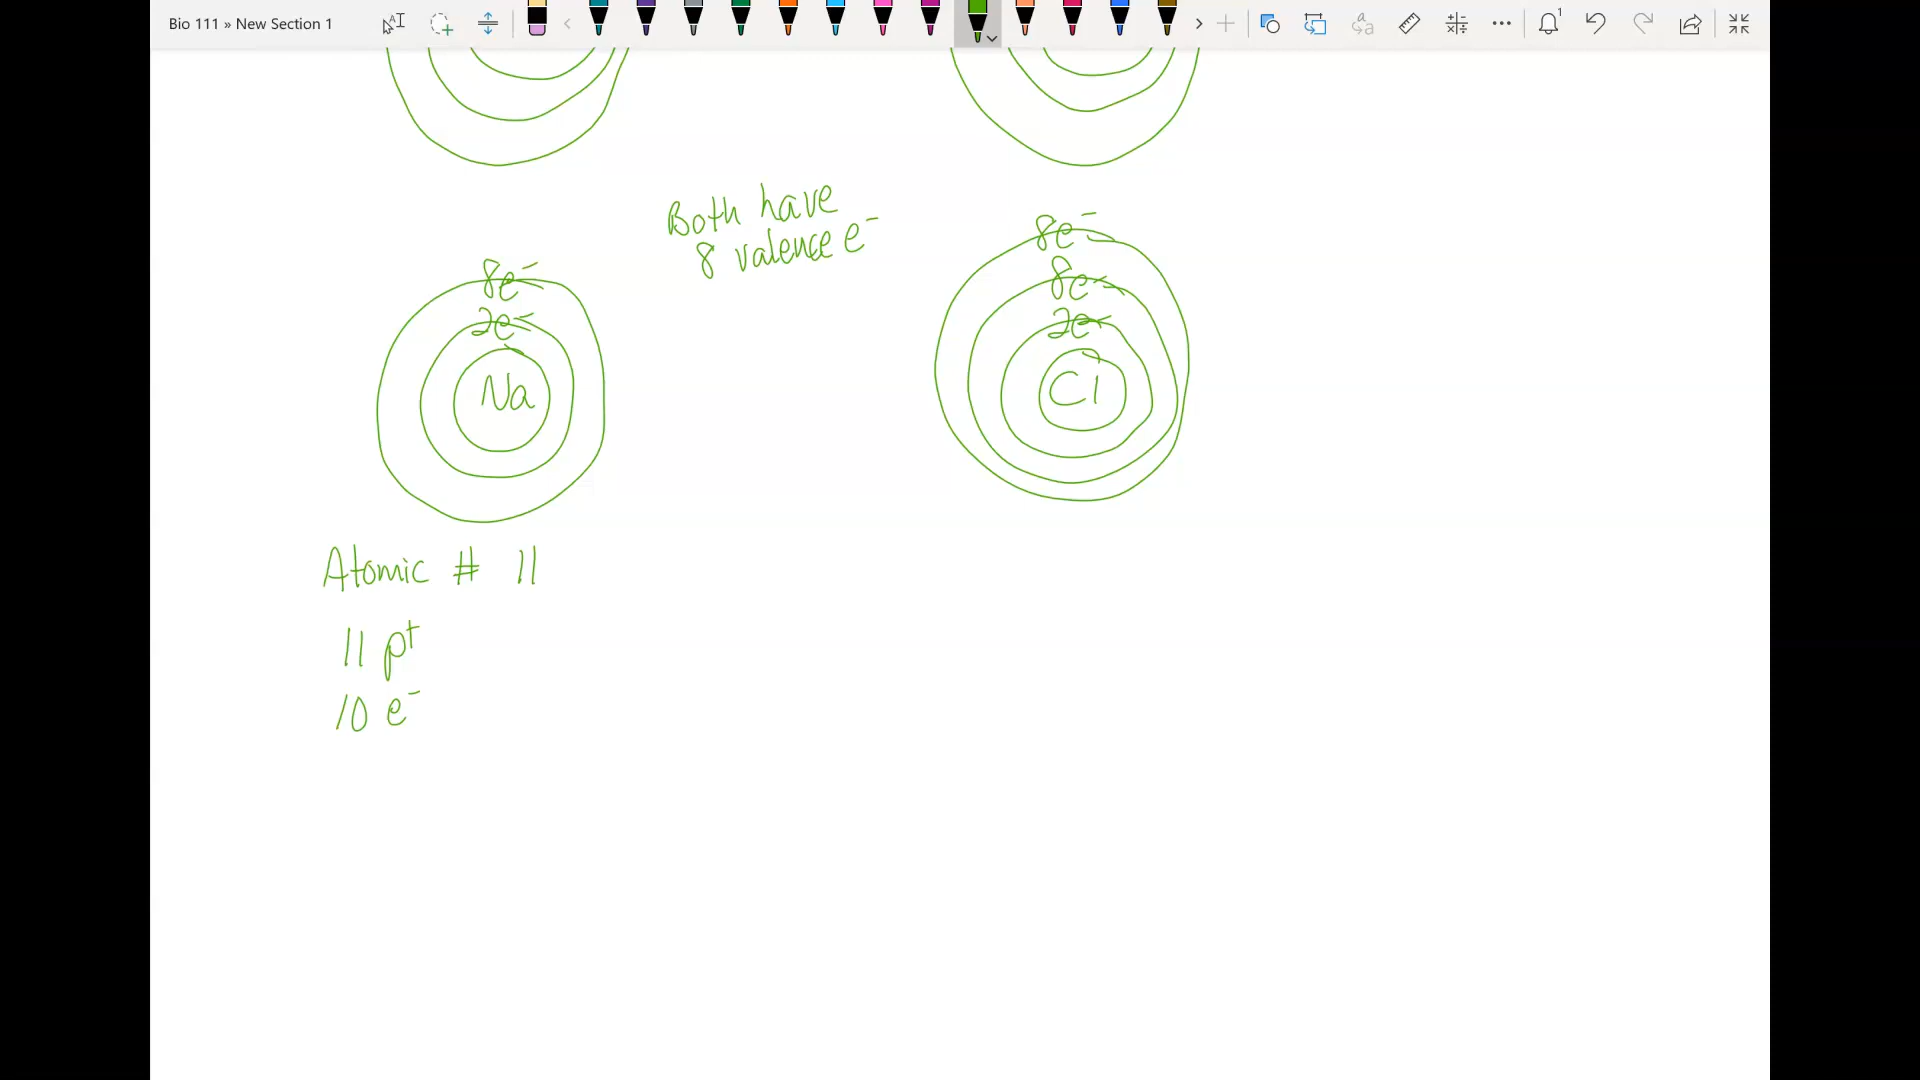 Bio 111 » New Section 1
Both have
8 valence e⁻
8e⁻
8e⁻
2e⁻
Cl
8e⁻
2e⁻
Na
Atomic # 11
11 p⁺
10 e⁻